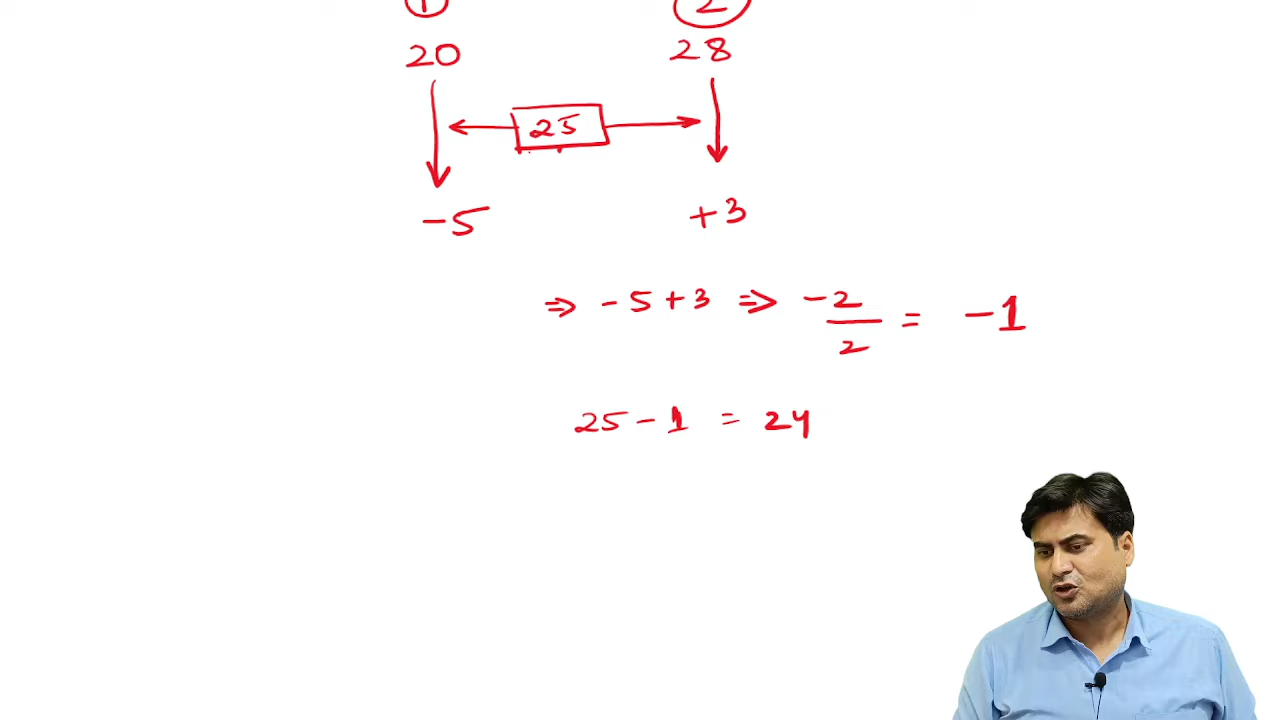 1 2
20 28
25
-5 +3
⇒ -5+3 ⇒ -2/2 = -1
25-1 = 24